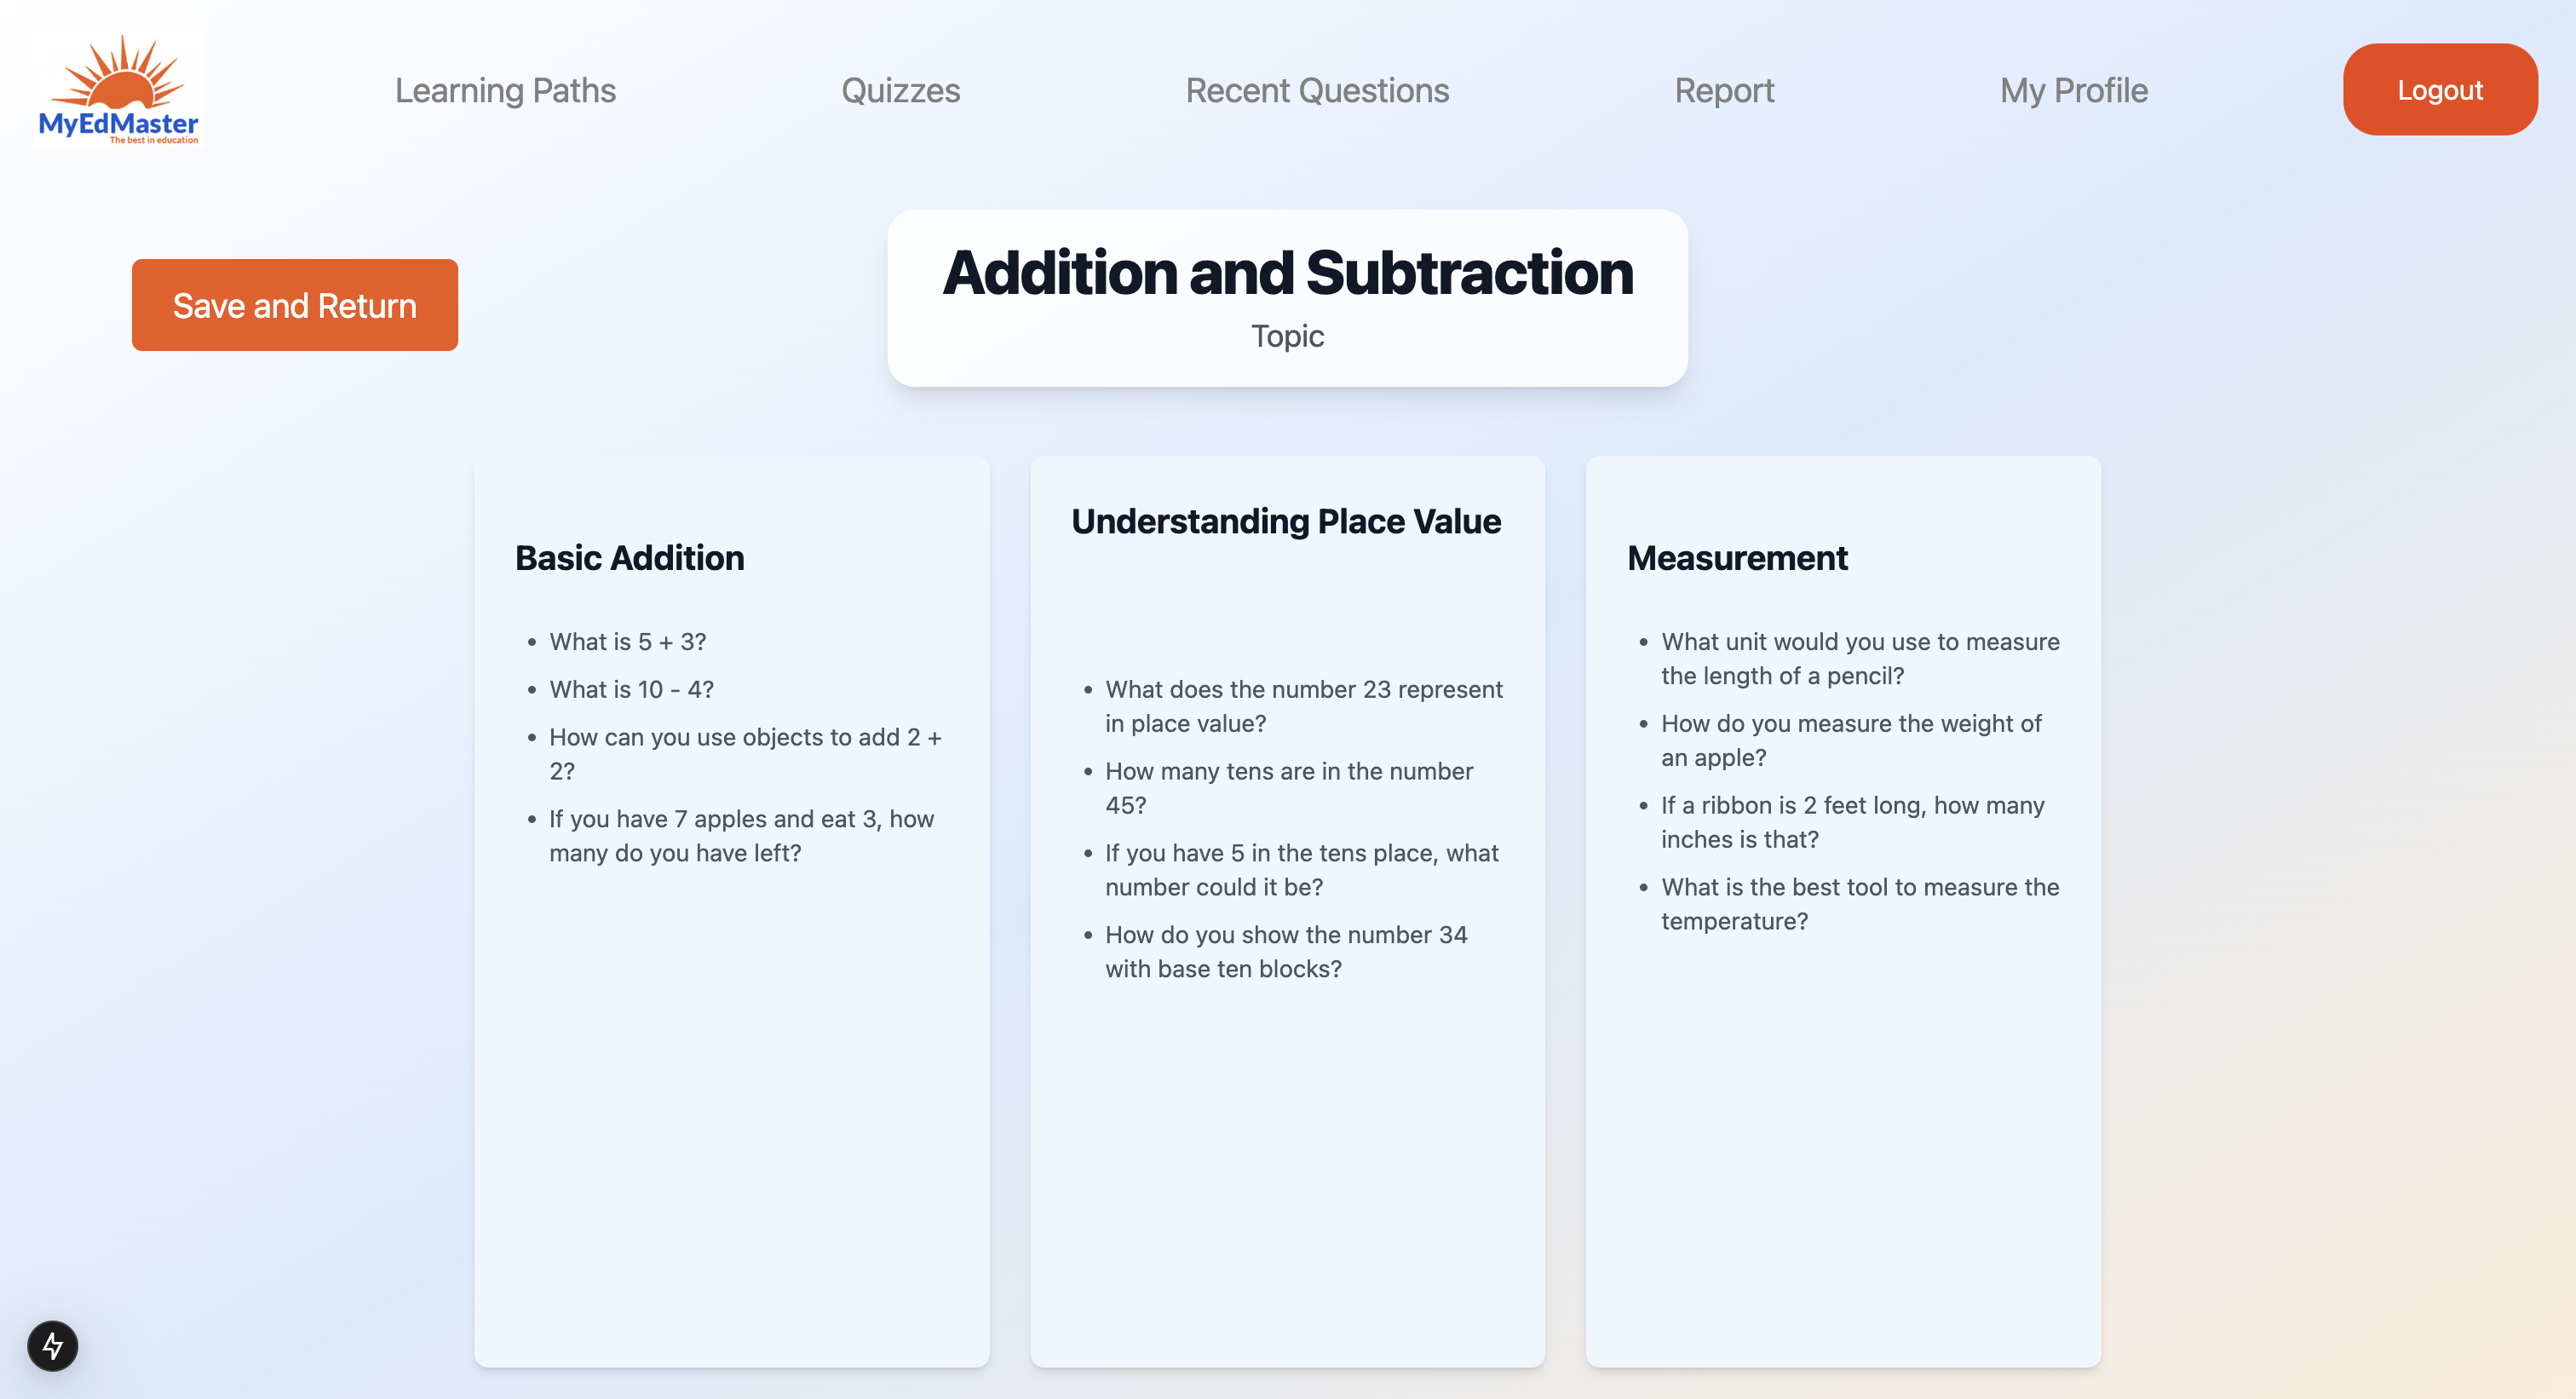 MyEdMaster
The best in education
Learning Paths
Quizzes
Recent Questions
Report
My Profile
Logout
Save and Return
Addition and Subtraction
Topic
Basic Addition
• What is 5 + 3?
• What is 10 - 4?
• How can you use objects to add 2 +
2?
• If you have 7 apples and eat 3, how
many do you have left?
Understanding Place Value
• What does the number 23 represent
in place value?
• How many tens are in the number
45?
• If you have 5 in the tens place, what
number could it be?
• How do you show the number 34
with base ten blocks?
Measurement
• What unit would you use to measure
the length of a pencil?
• How do you measure the weight of
an apple?
• If a ribbon is 2 feet long, how many
inches is that?
• What is the best tool to measure the
temperature?